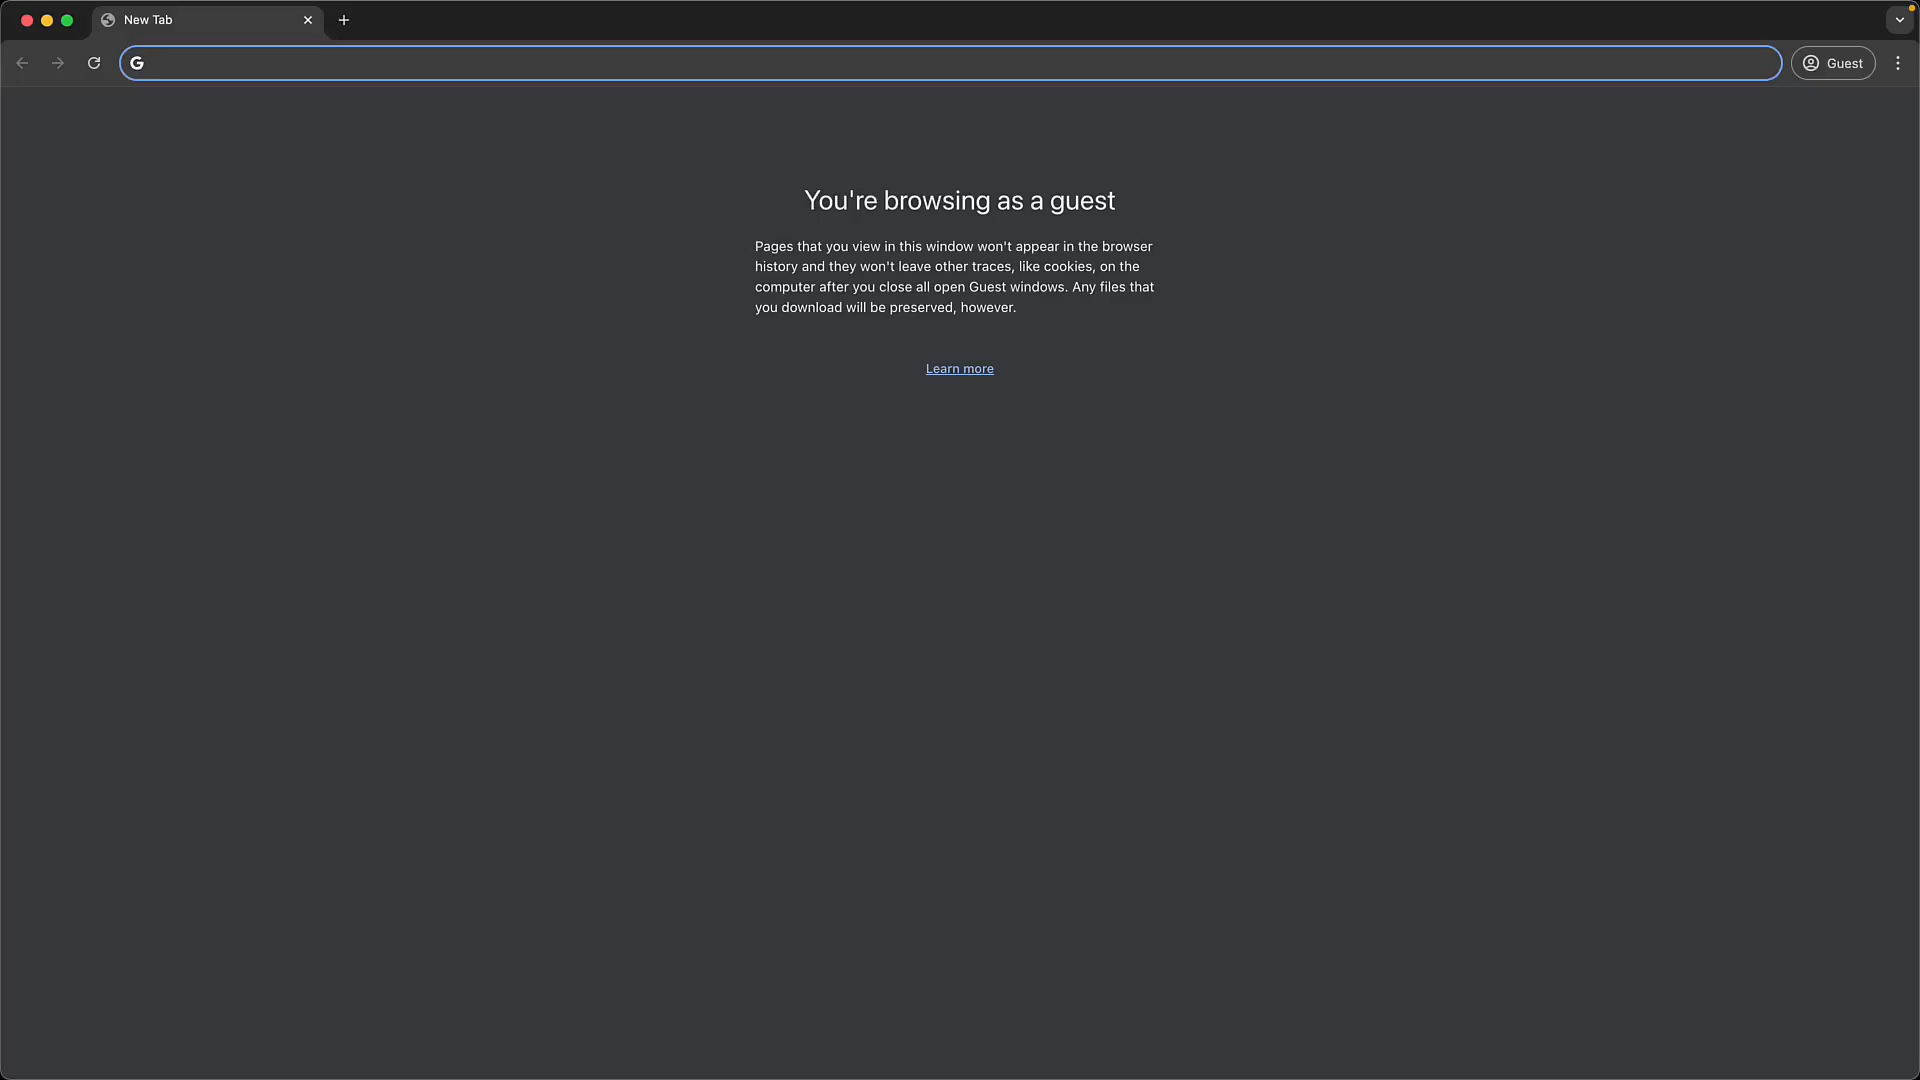 New Tab
Guest
You're browsing as a guest
Pages that you view in this window won't appear in the browser
history and they won't leave other traces, like cookies, on the
computer after you close all open Guest windows. Any files that
you download will be preserved, however.
Learn more